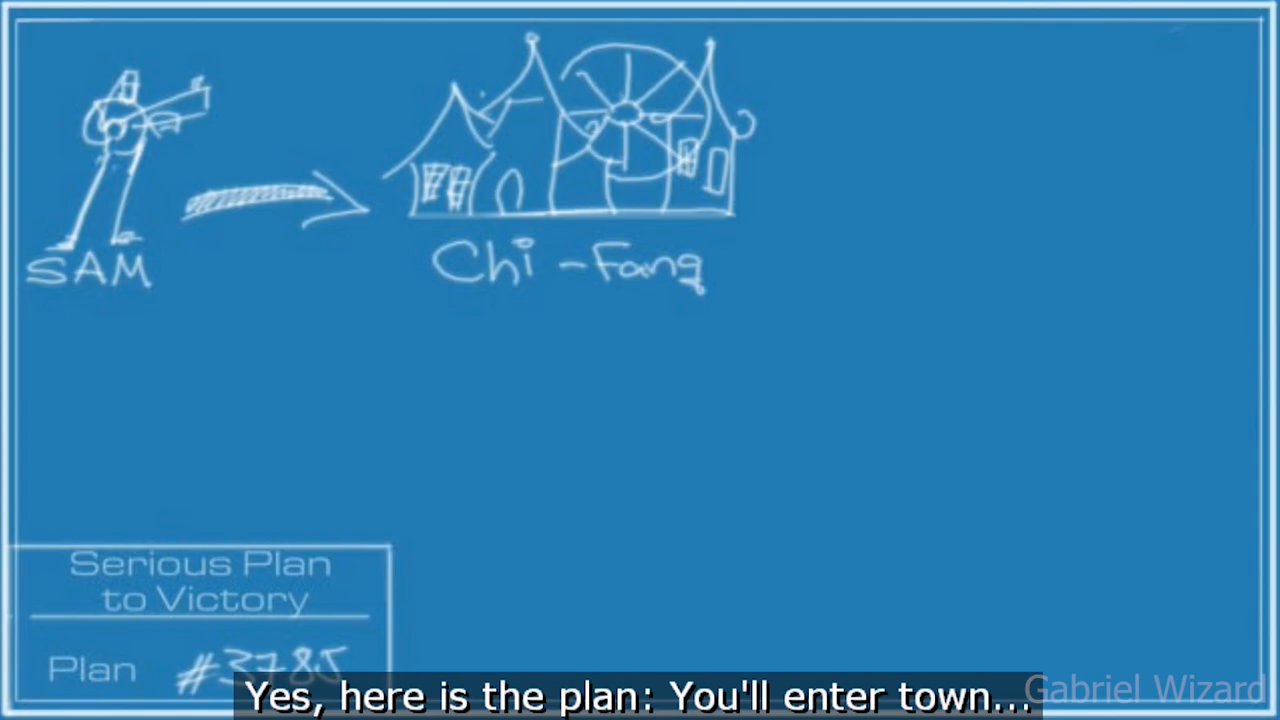 SAM
Chi-Fang
Serious Plan
to Victory
Plan #3785
Yes, here is the plan: You'll enter town...
Gabriel Wizard